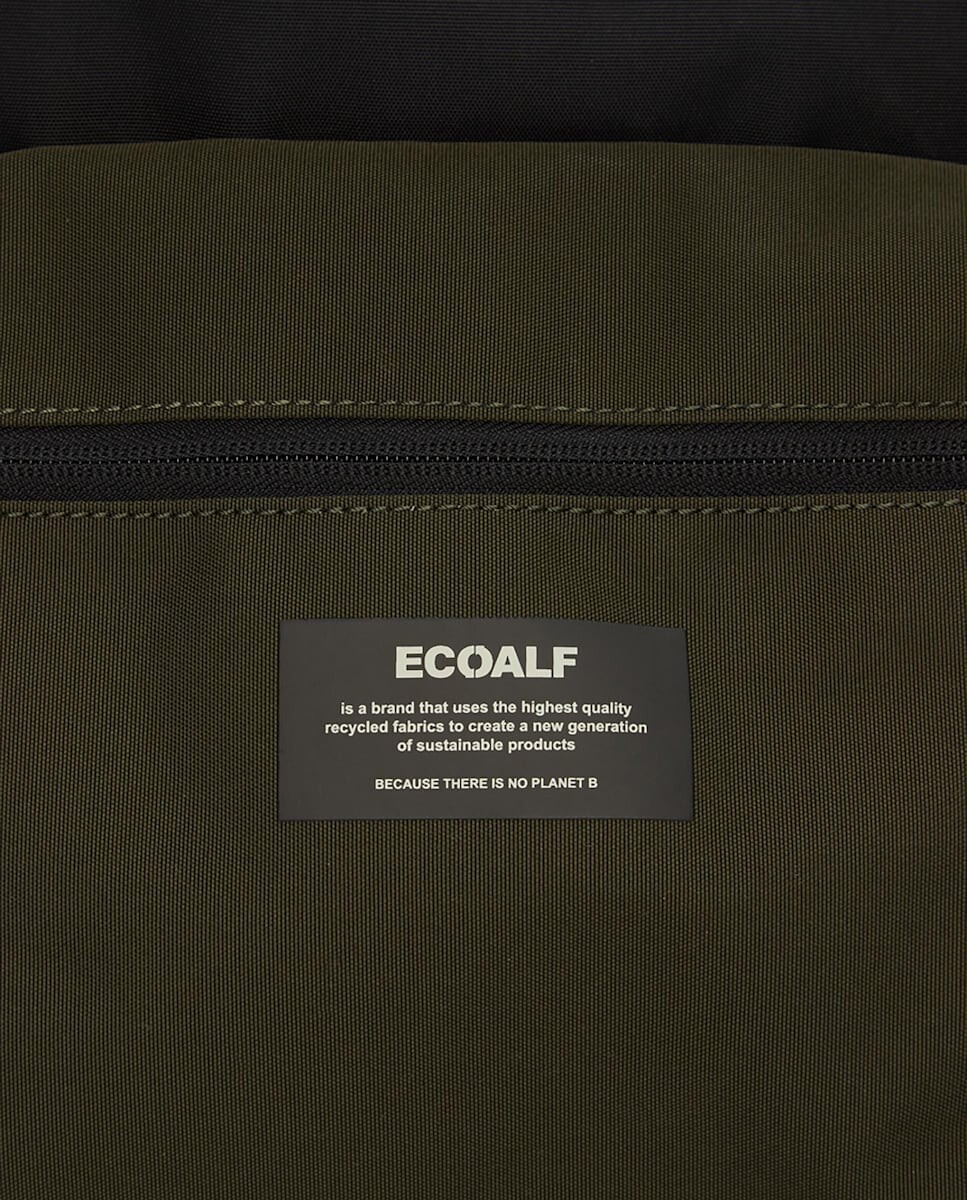 ECOALF
is a brand that uses the highest quality
recycled fabrics to create a new generation
of sustainable products
BECAUSE THERE IS NO PLANET B